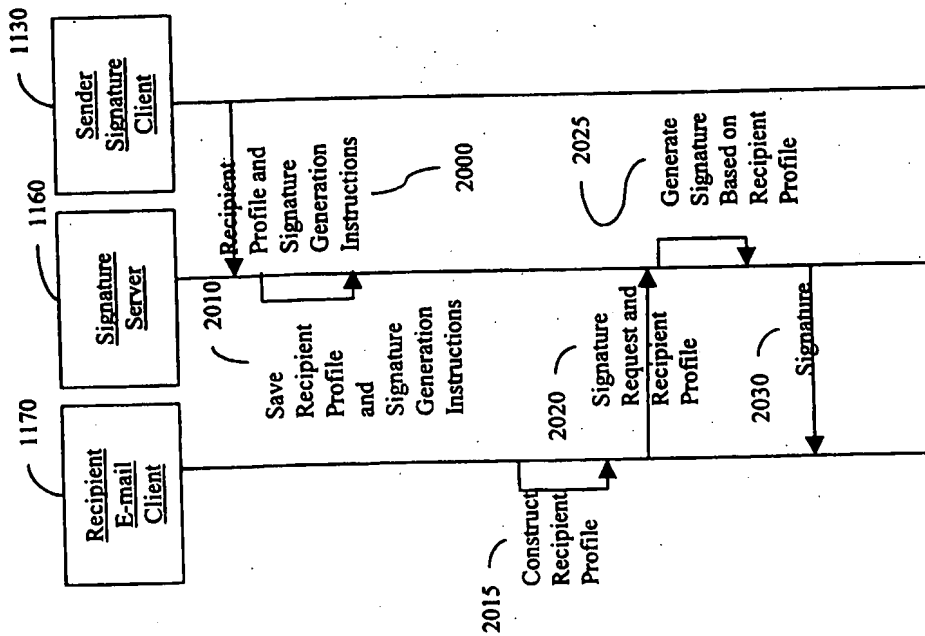 1170
Recipient
E-mail
Client
1160
Signature
Server
1130
Sender
Signature
Client
Recipient
Profile and
Signature
Generation
Instructions
2000
2010
Save
Recipient
Profile
and
Signature
Generation
Instructions
2015
Construct
Recipient
Profile
2020
Signature
Request and
Recipient
Profile
2025
Generate
Signature
Based on
Recipient
Profile
2030
Signature